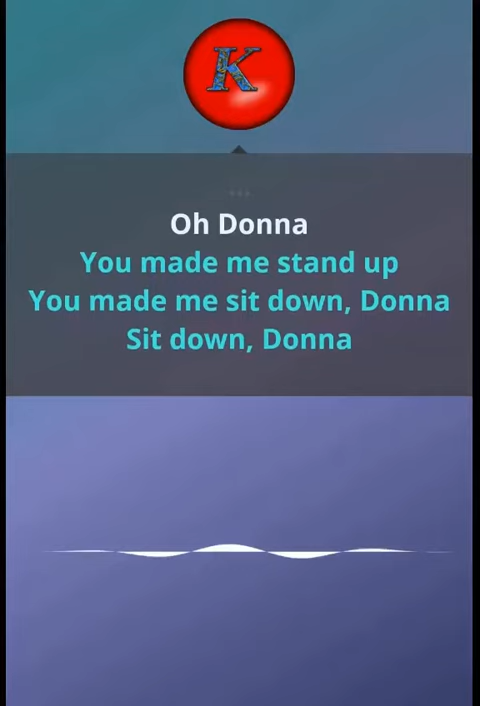 K
...
Oh Donna
You made me stand up
You made me sit down, Donna
Sit down, Donna